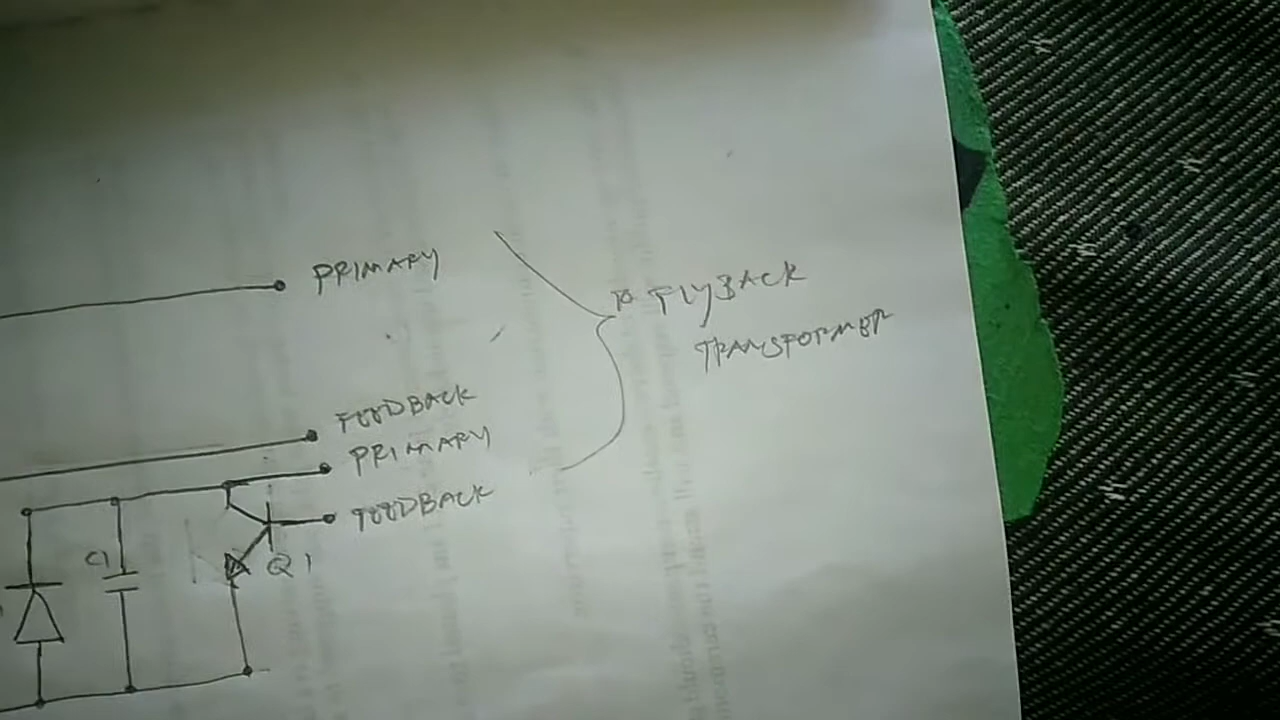 PRIMARY
TO FLYBACK
TRANSFORMER
FEEDBACK
PRIMARY
FEEDBACK
C1
Q1